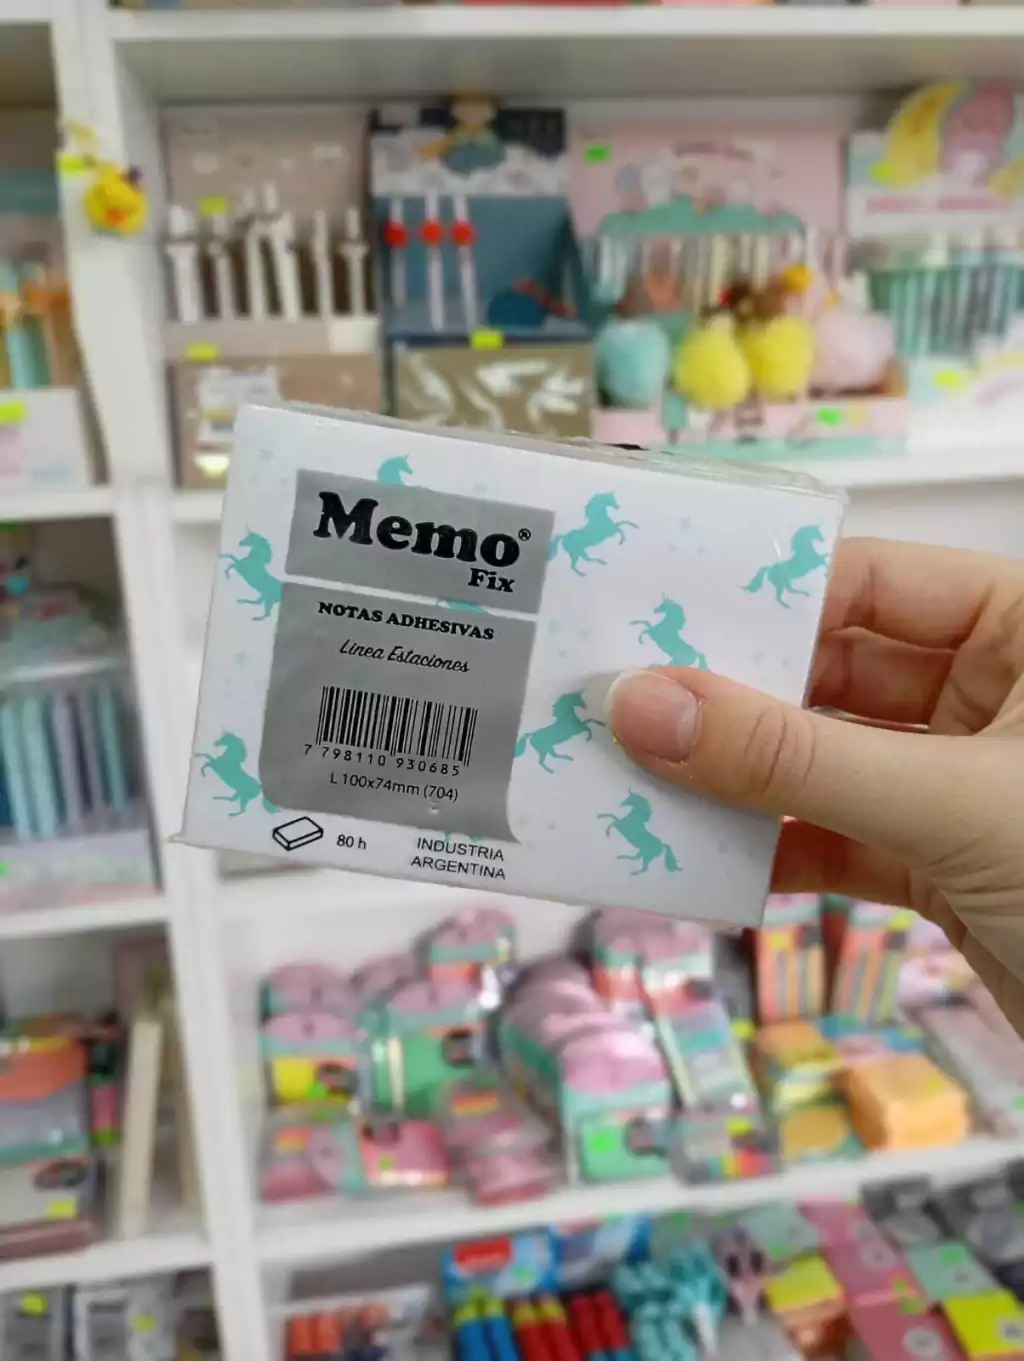 Memo®
Fix
NOTAS ADHESIVAS
Linea Estaciones
7 798110 930685
L 100x74mm (704)
80 h
INDUSTRIA
ARGENTINA